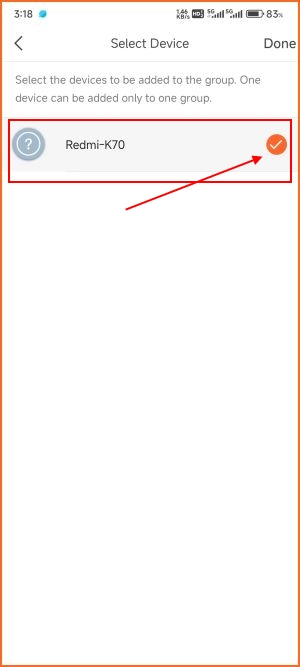 3:18 1.46 KB/s HD 5G 5G 83%
Select Device Done
Select the devices to be added to the group. One
device can be added only to one group.
? Redmi-K70